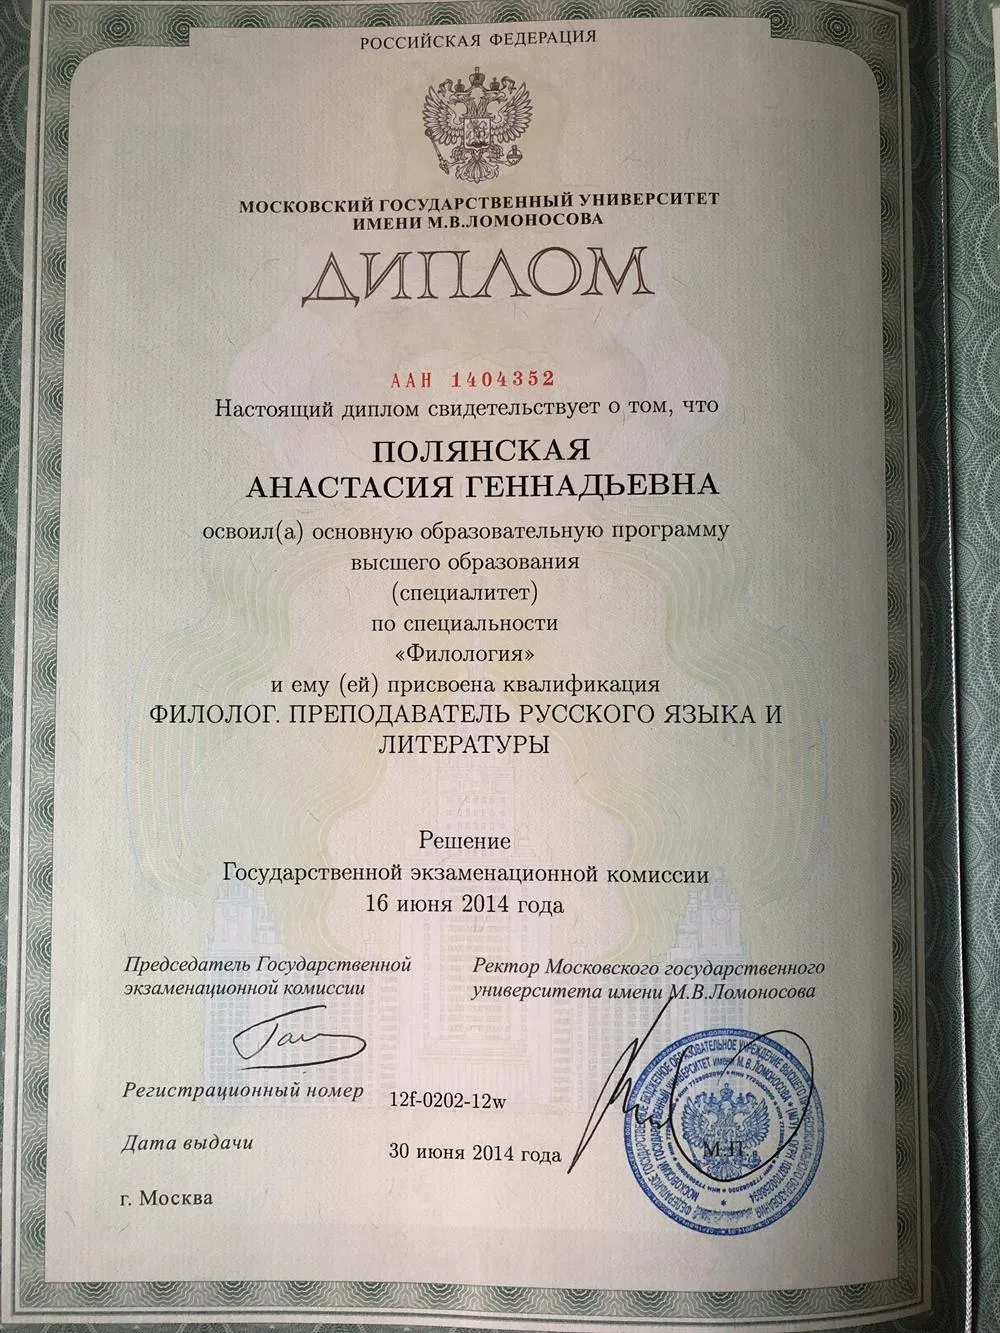 РОССИЙСКАЯ ФЕДЕРАЦИЯ
МОСКОВСКИЙ ГОСУДАРСТВЕННЫЙ УНИВЕРСИТЕТ
ИМЕНИ М.В.ЛОМОНОСОВА
ДИПЛОМ
ААН 1404352
Настоящий диплом свидетельствует о том, что
ПОЛЯНСКАЯ
АНАСТАСИЯ ГЕННАДЬЕВНА
освоил(а) основную образовательную программу
высшего образования
(специалитет)
по специальности
«Филология»
и ему (ей) присвоена квалификация
ФИЛОЛОГ. ПРЕПОДАВАТЕЛЬ РУССКОГО ЯЗЫКА И
ЛИТЕРАТУРЫ
Решение
Государственной экзаменационной комиссии
16 июня 2014 года
Председатель Государственной
экзаменационной комиссии
Ректор Московского государственного
университета имени М.В.Ломоносова
Регистрационный номер 12f-0202-12w
Дата выдачи 30 июня 2014 года
г. Москва
М.П.